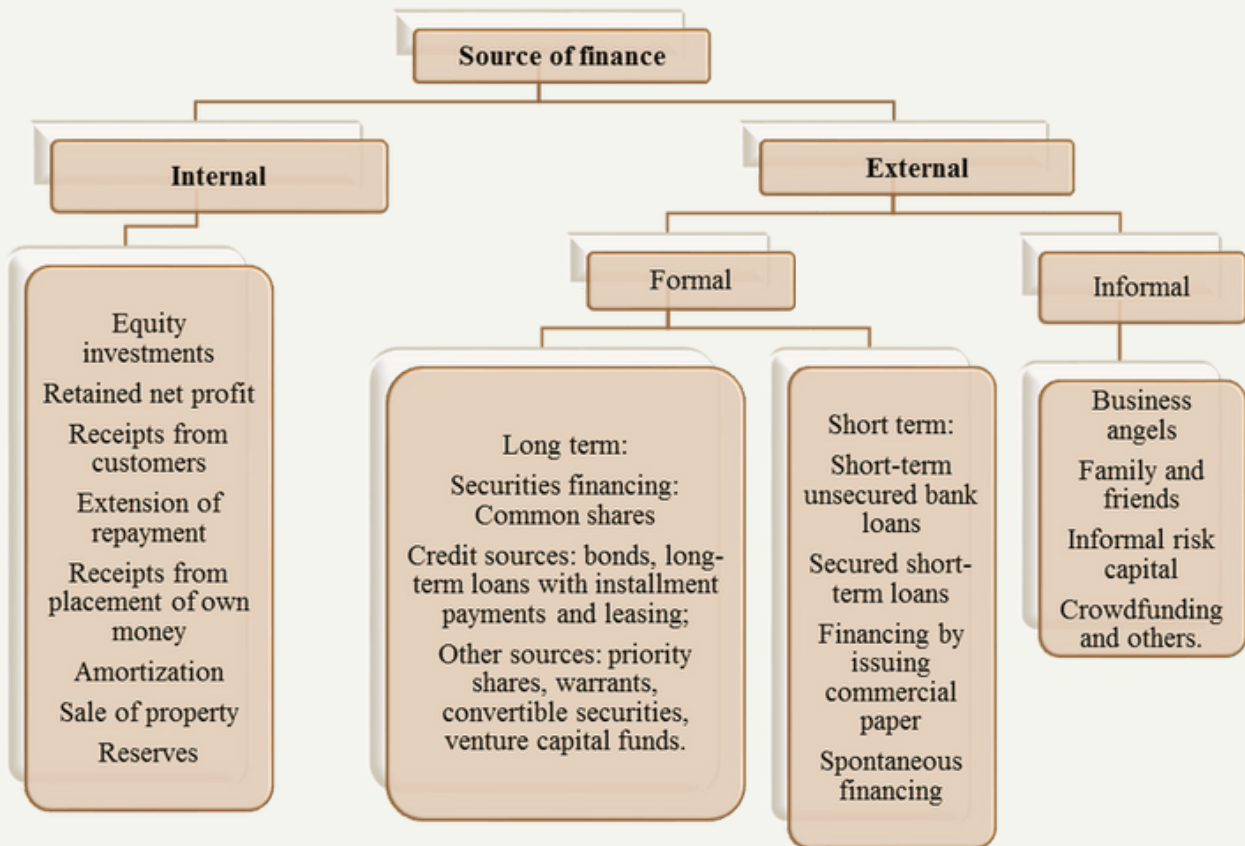 Source of finance
Internal
External
Formal
Informal
Equity
investments
Retained net profit
Receipts from
customers
Extension of
repayment
Receipts from
placement of own
money
Amortization
Sale of property
Reserves
Long term:
Securities financing:
Common shares
Credit sources: bonds, long-
term loans with installment
payments and leasing;
Other sources: priority
shares, warrants,
convertible securities,
venture capital funds.
Short term:
Short-term
unsecured bank
loans
Secured short-
term loans
Financing by
issuing
commercial
paper
Spontaneous
financing
Business
angels
Family and
friends
Informal risk
capital
Crowdfunding
and others.